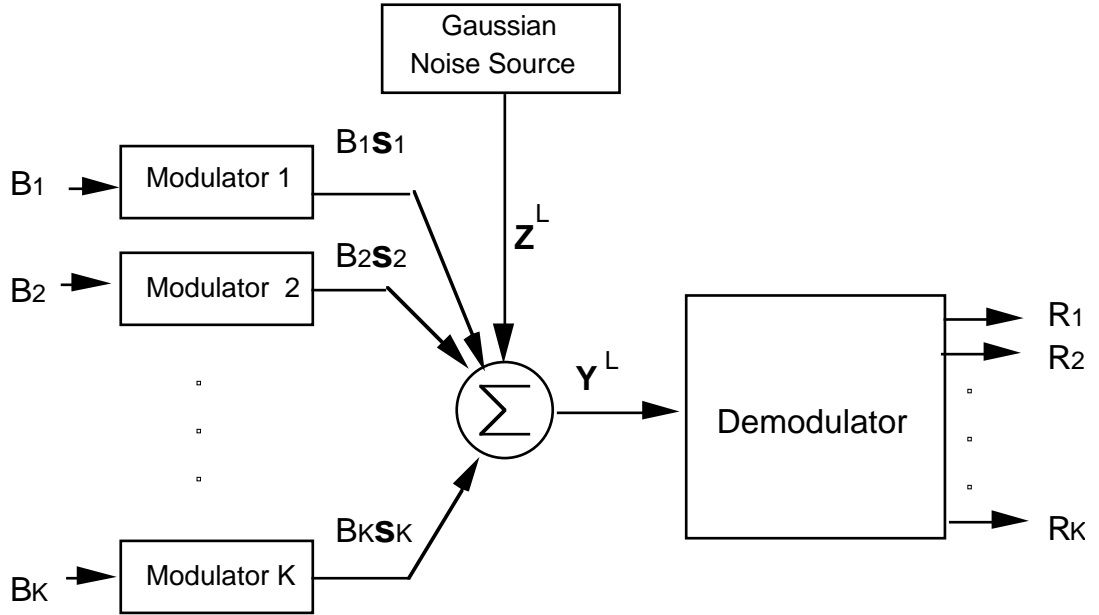 Gaussian
Noise Source
B1s1
B1
Modulator 1
Z^L
B2s2
B2
Modulator 2
R1
R2
Y^L
Σ
Demodulator
BKsK
BK
Modulator K
RK